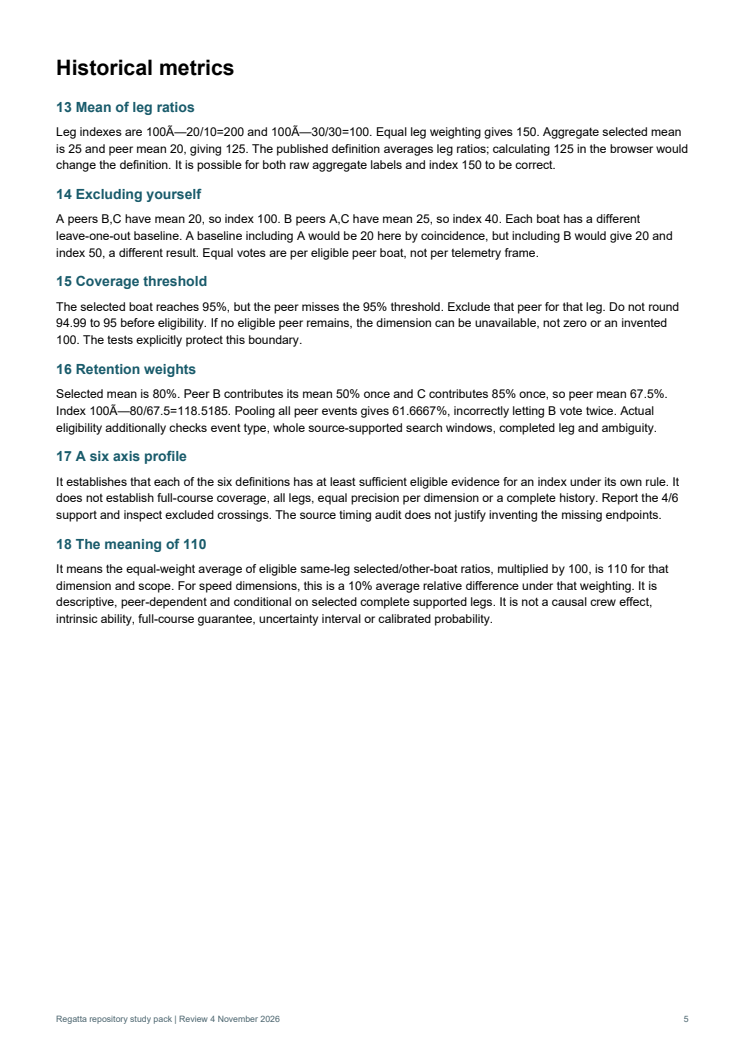 Historical metrics
13 Mean of leg ratios
Leg indexes are 100Ã—20/10=200 and 100Ã—30/30=100. Equal leg weighting gives 150. Aggregate selected mean
is 25 and peer mean 20, giving 125. The published definition averages leg ratios; calculating 125 in the browser would
change the definition. It is possible for both raw aggregate labels and index 150 to be correct.
14 Excluding yourself
A peers B,C have mean 20, so index 100. B peers A,C have mean 25, so index 40. Each boat has a different
leave-one-out baseline. A baseline including A would be 20 here by coincidence, but including B would give 20 and
index 50, a different result. Equal votes are per eligible peer boat, not per telemetry frame.
15 Coverage threshold
The selected boat reaches 95%, but the peer misses the 95% threshold. Exclude that peer for that leg. Do not round
94.99 to 95 before eligibility. If no eligible peer remains, the dimension can be unavailable, not zero or an invented
100. The tests explicitly protect this boundary.
16 Retention weights
Selected mean is 80%. Peer B contributes its mean 50% once and C contributes 85% once, so peer mean 67.5%.
Index 100Ã—80/67.5=118.5185. Pooling all peer events gives 61.6667%, incorrectly letting B vote twice. Actual
eligibility additionally checks event type, whole source-supported search windows, completed leg and ambiguity.
17 A six axis profile
It establishes that each of the six definitions has at least sufficient eligible evidence for an index under its own rule. It
does not establish full-course coverage, all legs, equal precision per dimension or a complete history. Report the 4/6
support and inspect excluded crossings. The source timing audit does not justify inventing the missing endpoints.
18 The meaning of 110
It means the equal-weight average of eligible same-leg selected/other-boat ratios, multiplied by 100, is 110 for that
dimension and scope. For speed dimensions, this is a 10% average relative difference under that weighting. It is
descriptive, peer-dependent and conditional on selected complete supported legs. It is not a causal crew effect,
intrinsic ability, full-course guarantee, uncertainty interval or calibrated probability.
Regatta repository study pack | Review 4 November 2026
5